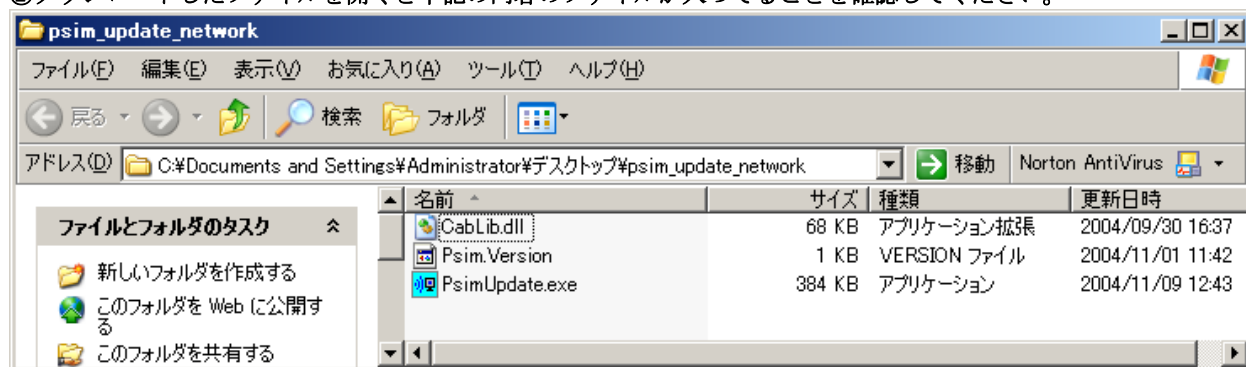 psim_update_network
ファイル(F) 編集(E) 表示(V) お気に入り(A) ツール(T) ヘルプ(H)
戻る 検索 フォルダ
アドレス(D) C:¥Documents and Settings¥Administrator¥デスクトップ¥psim_update_network 移動 Norton AntiVirus
名前 サイズ 種類 更新日時
ファイルとフォルダのタスク
CabLib.dll 68 KB アプリケーション拡張 2004/09/30 16:37
Psim.Version 1 KB VERSION ファイル 2004/11/01 11:42
PsimUpdate.exe 384 KB アプリケーション 2004/11/09 12:43
新しいフォルダを作成する
このフォルダを Web に公開す
る
このフォルダを共有する